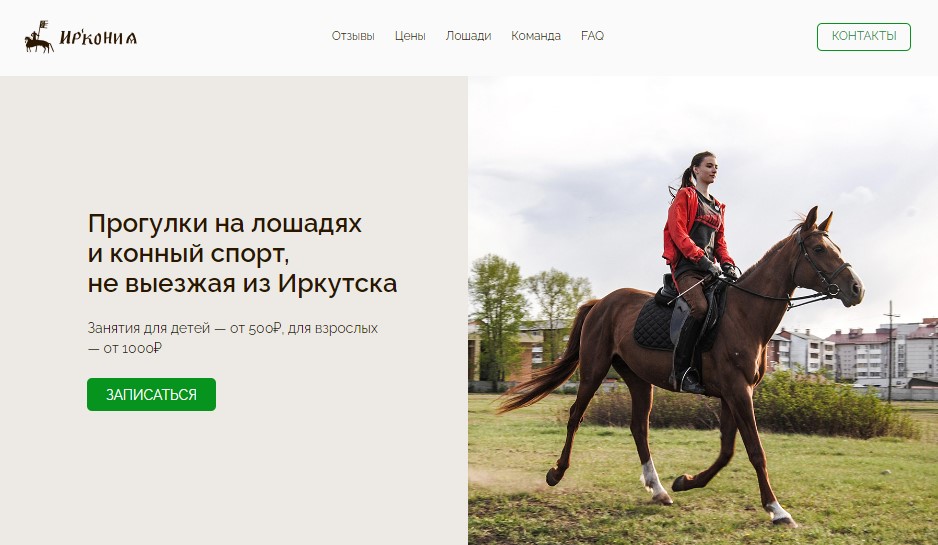 Иркония
Отзывы Цены Лошади Команда FAQ
КОНТАКТЫ
Прогулки на лошадях
и конный спорт,
не выезжая из Иркутска
Занятия для детей — от 500₽, для взрослых
— от 1000₽
ЗАПИСАТЬСЯ